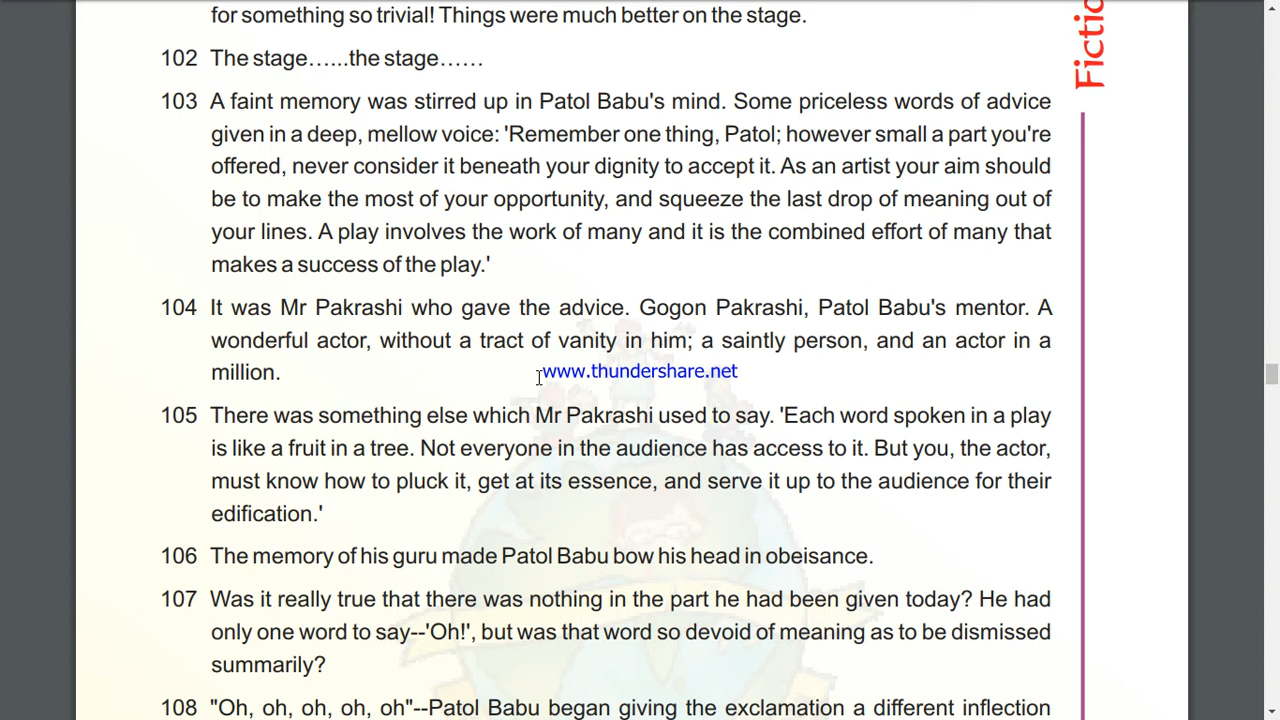 for something so trivial! Things were much better on the stage.
Fictio
102 The stage…...the stage……
103 A faint memory was stirred up in Patol Babu's mind. Some priceless words of advice
given in a deep, mellow voice: 'Remember one thing, Patol; however small a part you're
offered, never consider it beneath your dignity to accept it. As an artist your aim should
be to make the most of your opportunity, and squeeze the last drop of meaning out of
your lines. A play involves the work of many and it is the combined effort of many that
makes a success of the play.'
104 It was Mr Pakrashi who gave the advice. Gogon Pakrashi, Patol Babu's mentor. A
wonderful actor, without a tract of vanity in him; a saintly person, and an actor in a
million.
www.thundershare.net
105 There was something else which Mr Pakrashi used to say. 'Each word spoken in a play
is like a fruit in a tree. Not everyone in the audience has access to it. But you, the actor,
must know how to pluck it, get at its essence, and serve it up to the audience for their
edification.'
106 The memory of his guru made Patol Babu bow his head in obeisance.
107 Was it really true that there was nothing in the part he had been given today? He had
only one word to say--'Oh!', but was that word so devoid of meaning as to be dismissed
summarily?
108 "Oh, oh, oh, oh, oh"--Patol Babu began giving the exclamation a different inflection